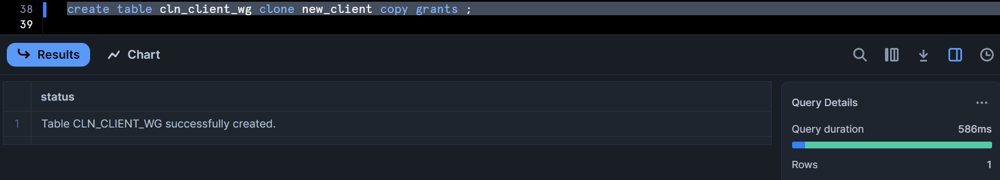 38 create table cln_client_wg clone new_client copy grants ;
39
Results Chart
status
1 Table CLN_CLIENT_WG successfully created.
Query Details ...
Query duration 586ms
Rows 1